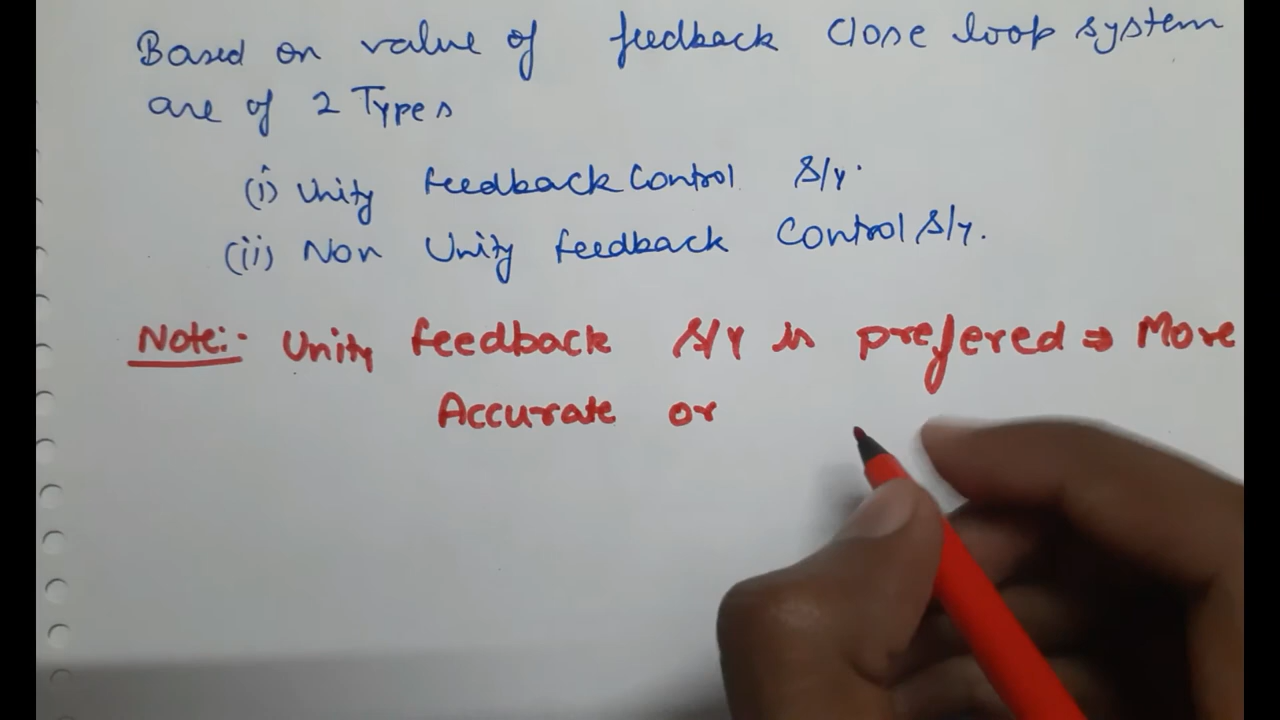 Based on value of feedback Close loop system
are of 2 Types
(i) Unity feedback Control S/y.
(ii) Non Unity feedback Control S/y.
Note:- Unity feedback S/Y is prefered ⇒ More
Accurate or